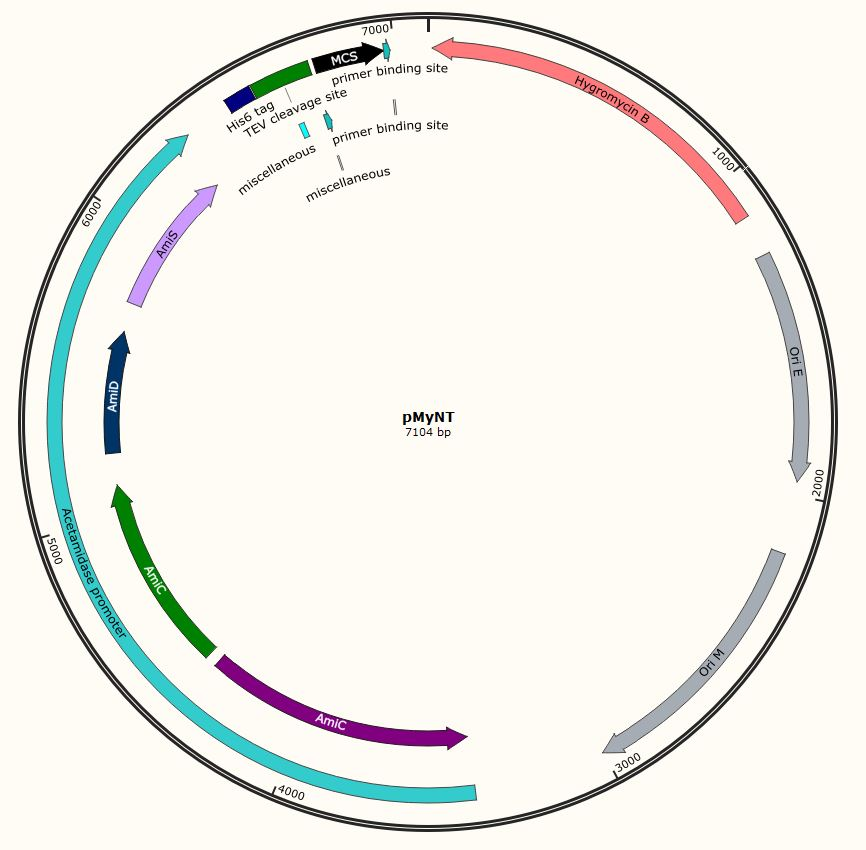 7000
MCS
primer binding site
His6 tag
TEV cleavage site
primer binding site
miscellaneous
miscellaneous
Hygromycin B
1000
Ori E
2000
Ori M
3000
4000
5000
6000
Acetamidase promoter
AmiS
AmiD
AmiC
AmiC
pMyNT
7104 bp